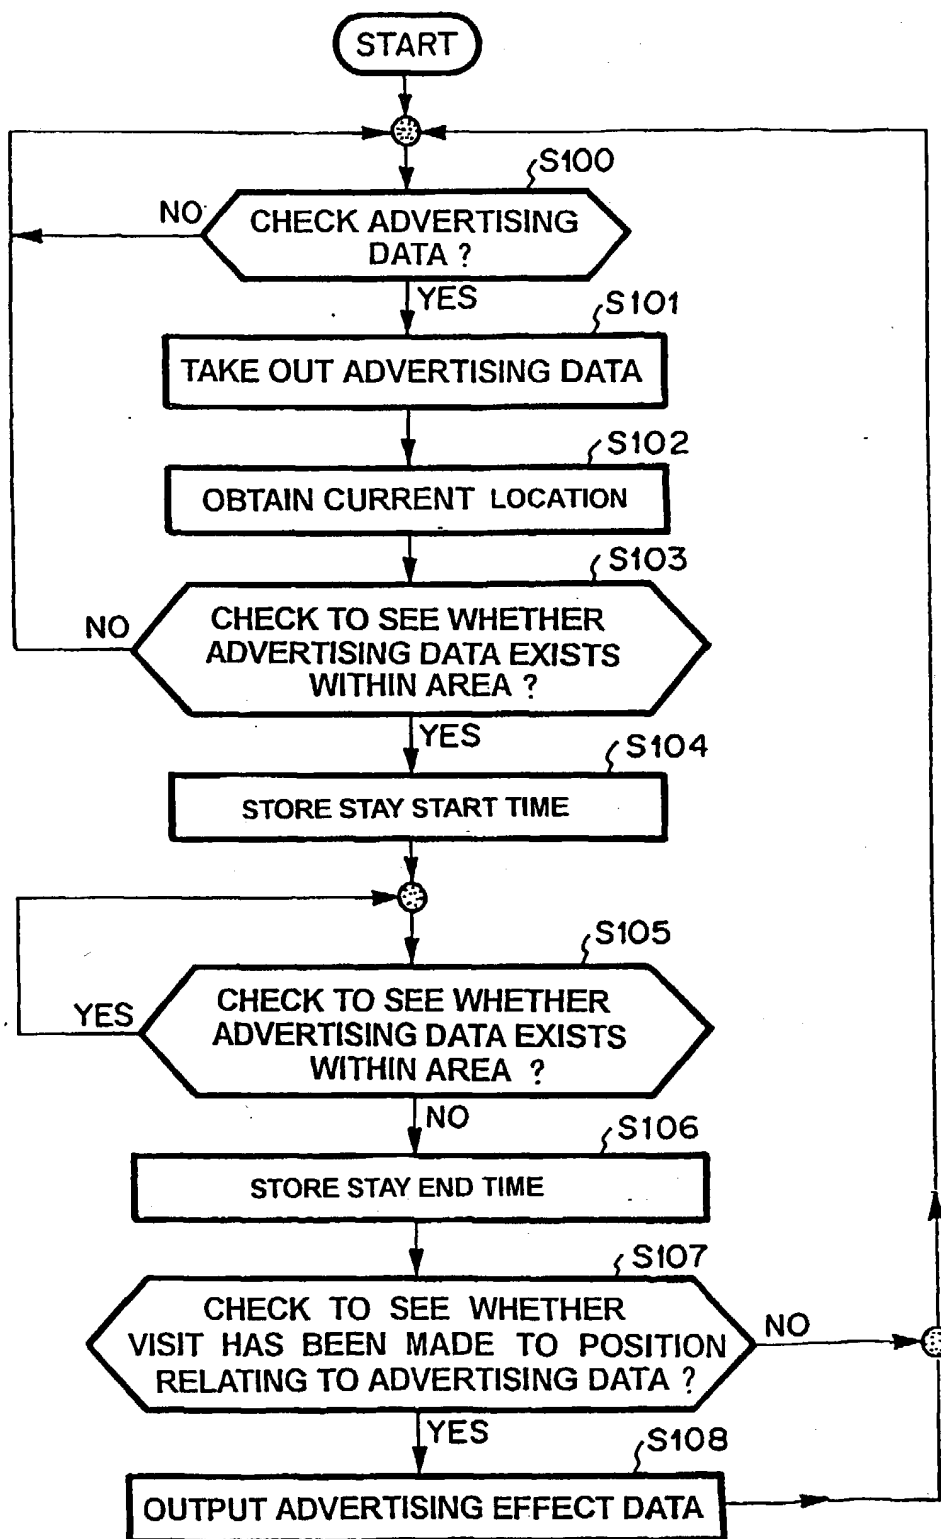 START
S100
NO
CHECK ADVERTISING
DATA ?
YES
S101
TAKE OUT ADVERTISING DATA
S102
OBTAIN CURRENT LOCATION
S103
NO
CHECK TO SEE WHETHER
ADVERTISING DATA EXISTS
WITHIN AREA ?
YES
S104
STORE STAY START TIME
S105
YES
CHECK TO SEE WHETHER
ADVERTISING DATA EXISTS
WITHIN AREA ?
NO
S106
STORE STAY END TIME
S107
CHECK TO SEE WHETHER
VISIT HAS BEEN MADE TO POSITION
RELATING TO ADVERTISING DATA ?
NO
YES
S108
OUTPUT ADVERTISING EFFECT DATA